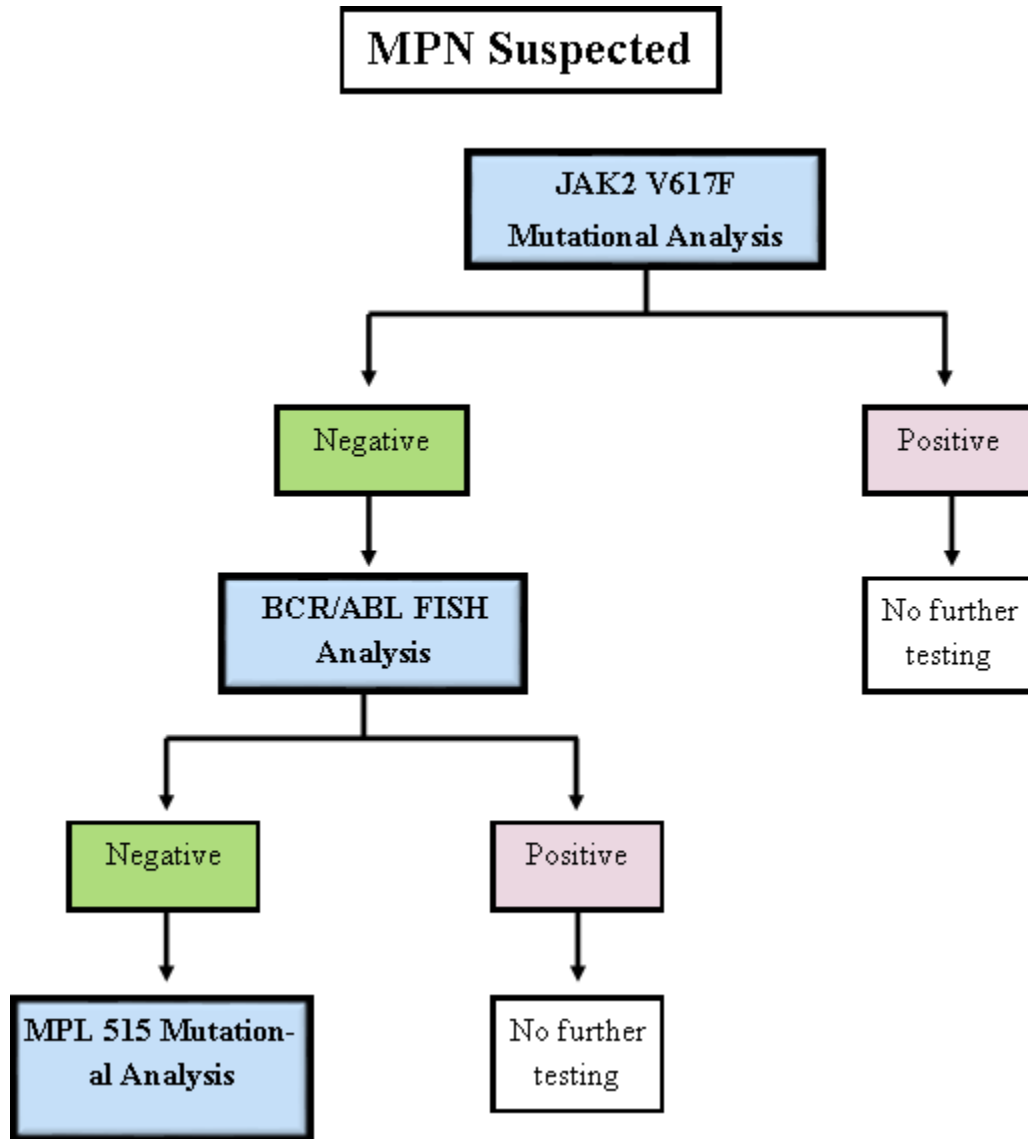 MPN Suspected
JAK2 V617F
Mutational Analysis
Negative
Positive
BCR/ABL FISH
Analysis
No further
testing
Negative
Positive
MPL 515 Mutation-
al Analysis
No further
testing